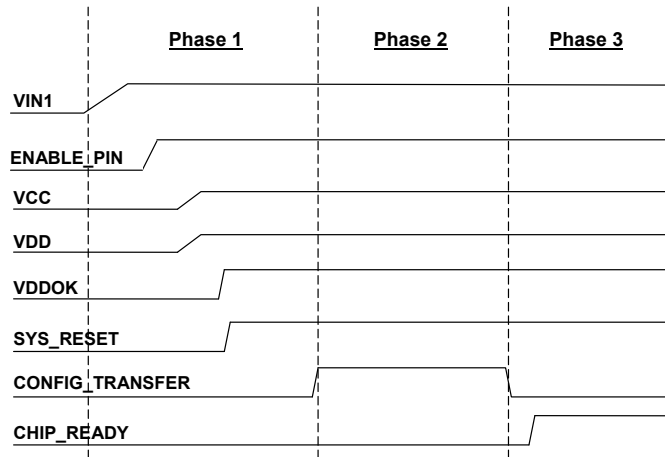 Phase 1 Phase 2 Phase 3
VIN1
ENABLE_PIN
VCC
VDD
VDDOK
SYS_RESET
CONFIG_TRANSFER
CHIP_READY